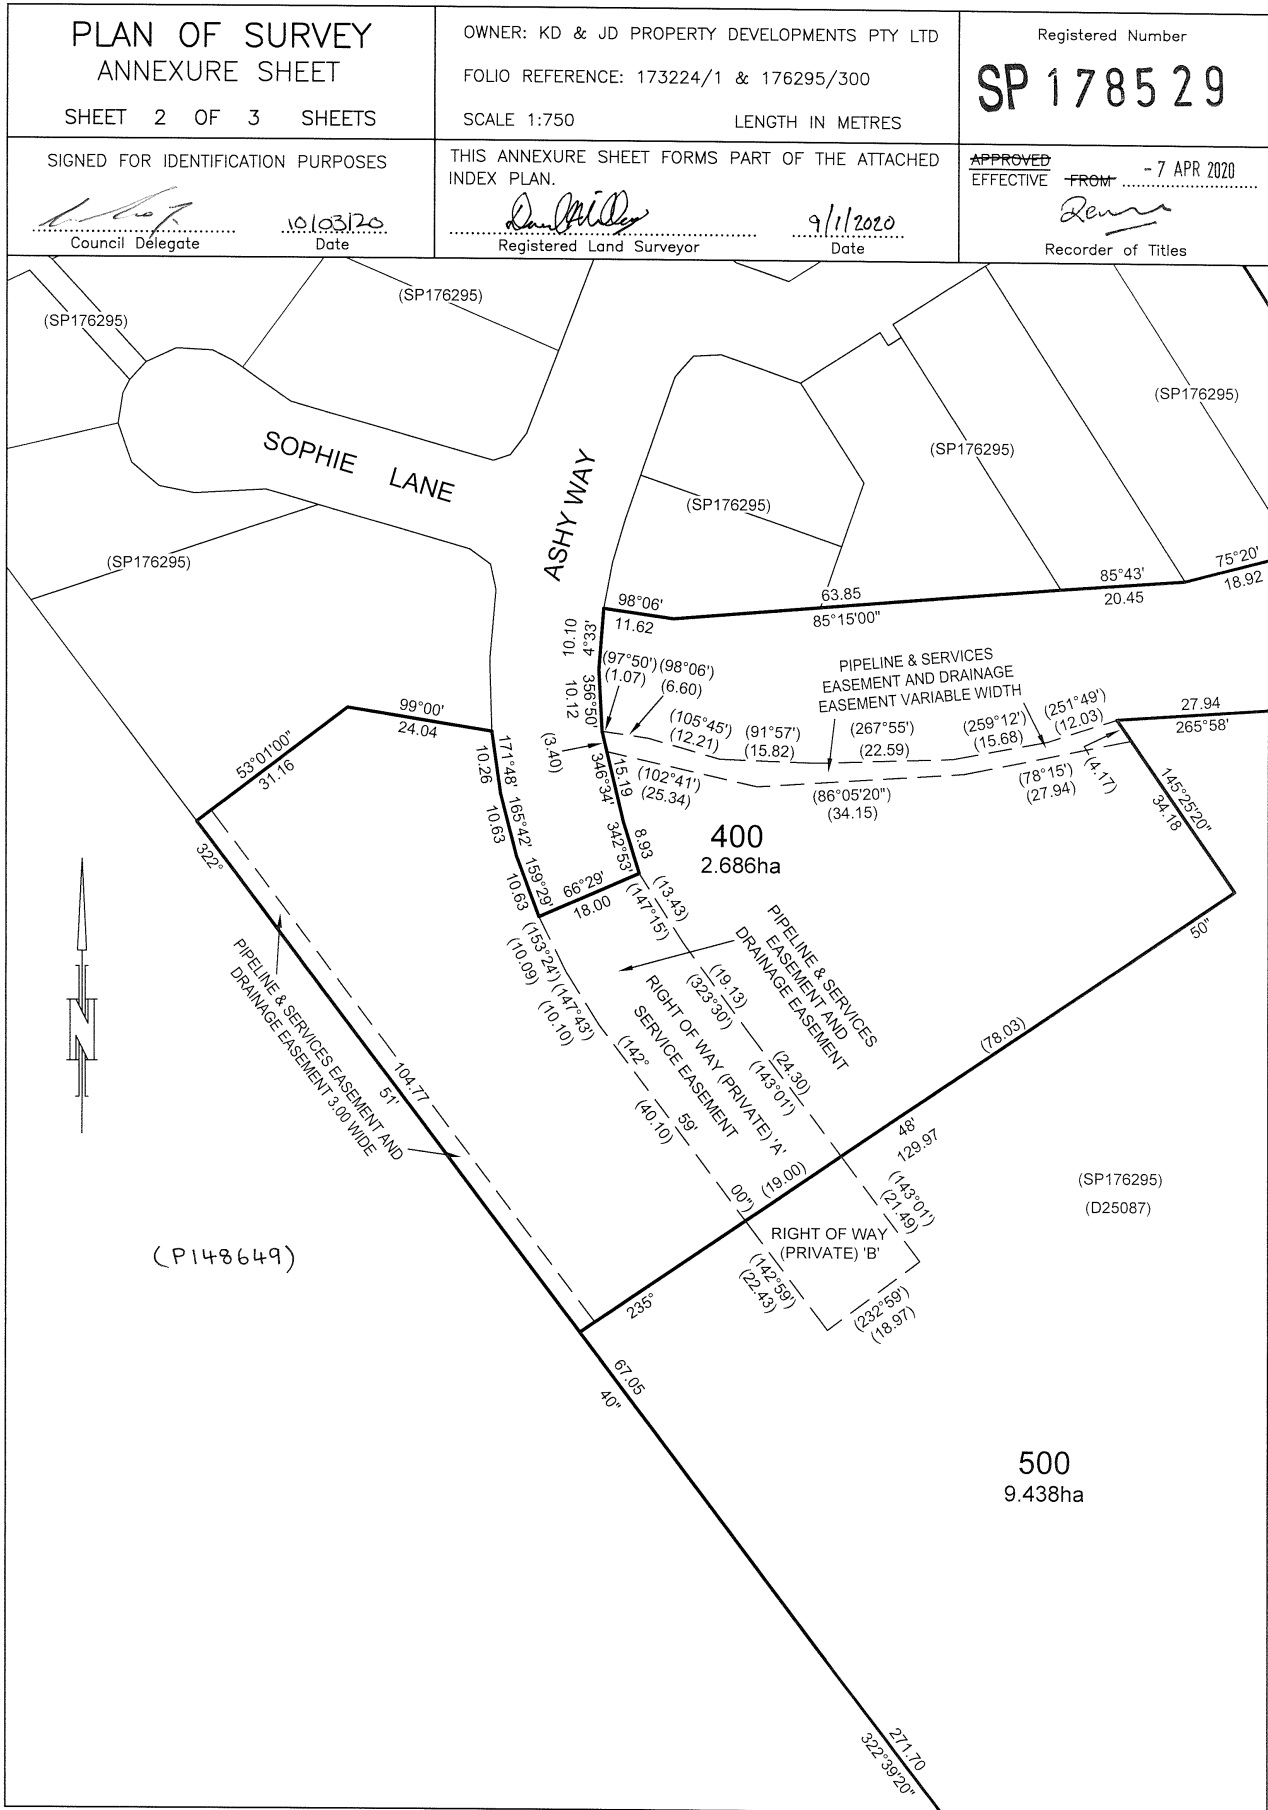 PLAN OF SURVEY
ANNEXURE SHEET
SHEET 2 OF 3 SHEETS
OWNER: KD & JD PROPERTY DEVELOPMENTS PTY LTD
FOLIO REFERENCE: 173224/1 & 176295/300
SCALE 1:750 LENGTH IN METRES
Registered Number
SP 178529
SIGNED FOR IDENTIFICATION PURPOSES
10/03/20
Council Delegate Date
THIS ANNEXURE SHEET FORMS PART OF THE ATTACHED
INDEX PLAN.
9/1/2020
Registered Land Surveyor Date
APPROVED
EFFECTIVE FROM - 7 APR 2020
Recorder of Titles
(SP176295)
(SP176295)
(SP176295)
(SP176295)
(SP176295)
(SP176295)
SOPHIE LANE
ASHY WAY
98°06'
11.62
63.85
85°15'00"
85°43'
20.45
75°20'
18.92
10.10
4°33'
10.12
356°50'
(97°50')
(1.07)
(98°06')
(6.60)
PIPELINE & SERVICES
EASEMENT AND DRAINAGE
EASEMENT VARIABLE WIDTH
(105°45')
(12.21)
(91°57')
(15.82)
(267°55')
(22.59)
(259°12')
(15.68)
(251°49')
(12.03)
27.94
265°58'
99°00'
24.04
53°01'00"
31.16
171°48'
10.26
165°42'
10.63
159°29'
10.63
(3.40)
15.19
346°34'
(102°41')
(25.34)
(86°05'20")
(34.15)
(78°15')
(27.94)
(4.17)
145°25'20"
34.18
8.93
342°53'
400
2.686ha
66°29'
18.00
(13.43)
(147°15')
322°
50"
(153°24')
(10.09)
(147°43')
(10.10)
(19.13)
(323°30')
PIPELINE & SERVICES
EASEMENT AND
DRAINAGE EASEMENT
RIGHT OF WAY (PRIVATE) 'A'
SERVICE EASEMENT
PIPELINE & SERVICES EASEMENT AND
DRAINAGE EASEMENT 3.00 WIDE
104.77
51'
(142°
59'
00")
(40.10)
(24.30)
(143°01')
(78.03)
48'
129.97
(19.00)
(143°01')
(21.49)
(SP176295)
(D25087)
RIGHT OF WAY
(PRIVATE) 'B'
(142°59')
(22.43)
(232°59')
(18.97)
(P148649)
235°
67.05
40"
500
9.438ha
271.70
322°39'20"
N